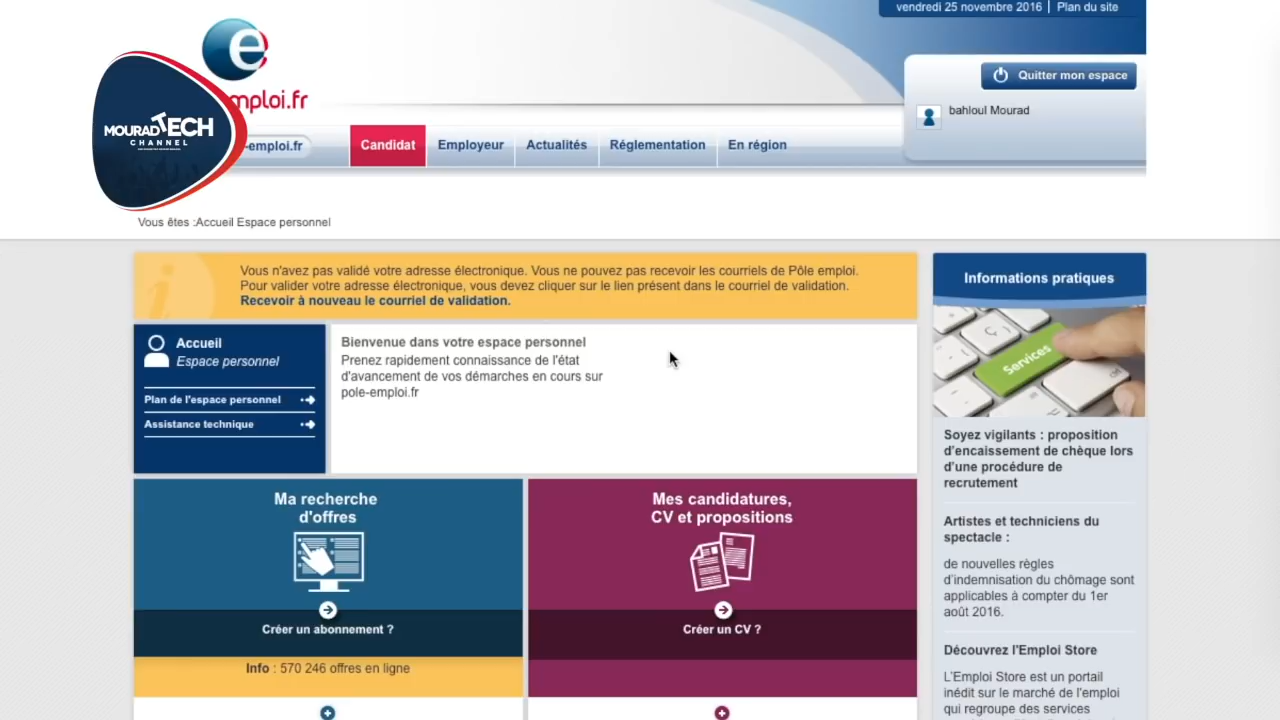 vendredi 25 novembre 2016 | Plan du site
e
mploi.fr
Quitter mon espace
bahloul Mourad
MOURAD TECH
CHANNEL
-emploi.fr
Candidat
Employeur
Actualités
Réglementation
En région
Vous êtes :Accueil Espace personnel
Vous n'avez pas validé votre adresse électronique. Vous ne pouvez pas recevoir les courriels de Pôle emploi.
Pour valider votre adresse électronique, vous devez cliquer sur le lien présent dans le courriel de validation.
Recevoir à nouveau le courriel de validation.
Accueil
Espace personnel
Plan de l'espace personnel
Assistance technique
Bienvenue dans votre espace personnel
Prenez rapidement connaissance de l'état
d'avancement de vos démarches en cours sur
pole-emploi.fr
Ma recherche
d'offres
Créer un abonnement ?
Info : 570 246 offres en ligne
Mes candidatures,
CV et propositions
Créer un CV ?
Informations pratiques
Services
Soyez vigilants : proposition
d'encaissement de chèque lors
d'une procédure de
recrutement
Artistes et techniciens du
spectacle :
de nouvelles règles
d'indemnisation du chômage sont
applicables à compter du 1er
août 2016.
Découvrez l'Emploi Store
L'Emploi Store est un portail
inédit sur le marché de l'emploi
qui regroupe des services